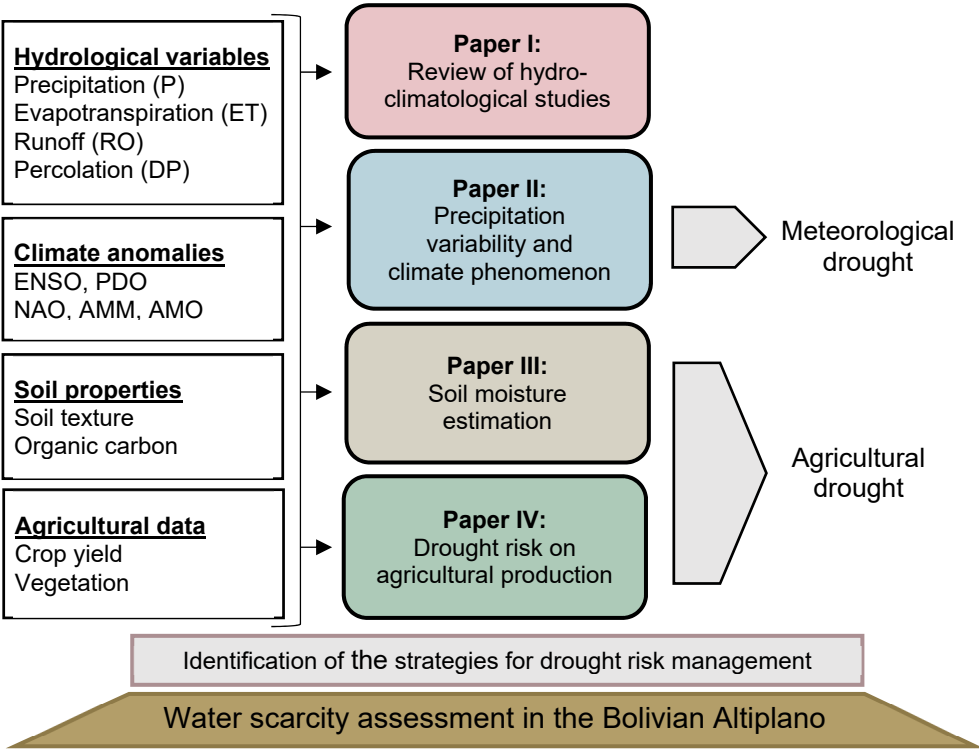 Hydrological variables
Precipitation (P)
Evapotranspiration (ET)
Runoff (RO)
Percolation (DP)
Climate anomalies
ENSO, PDO
NAO, AMM, AMO
Soil properties
Soil texture
Organic carbon
Agricultural data
Crop yield
Vegetation
Paper I:
Review of hydro-
climatological studies
Paper II:
Precipitation
variability and
climate phenomenon
Paper III:
Soil moisture
estimation
Paper IV:
Drought risk on
agricultural production
Meteorological
drought
Agricultural
drought
Identification of the strategies for drought risk management
Water scarcity assessment in the Bolivian Altiplano